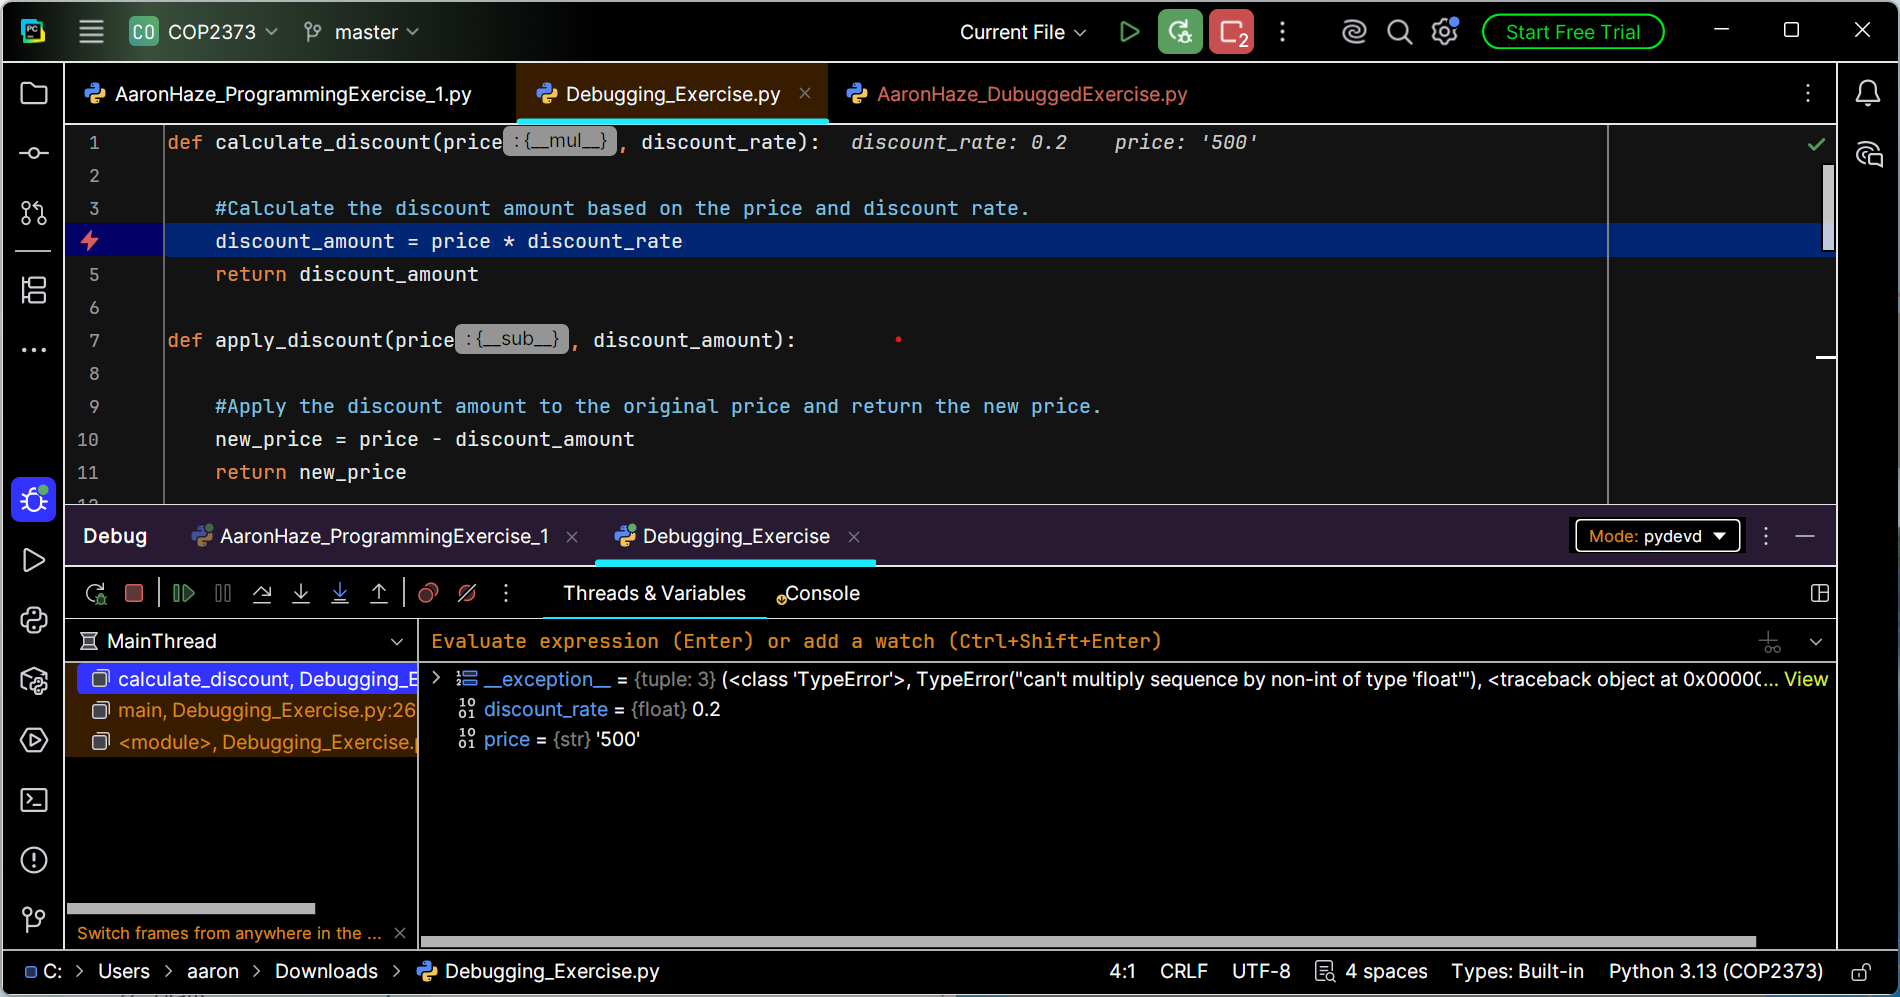 PC
CO COP2373 master Current File 2 Start Free Trial
AaronHaze_ProgrammingExercise_1.py Debugging_Exercise.py AaronHaze_DubuggedExercise.py
1 def calculate_discount(price :{__mul__}, discount_rate): discount_rate: 0.2 price: '500'
2
3 #Calculate the discount amount based on the price and discount rate.
discount_amount = price * discount_rate
5 return discount_amount
6
7 def apply_discount(price :{__sub__}, discount_amount):
8
9 #Apply the discount amount to the original price and return the new price.
10 new_price = price - discount_amount
11 return new_price
Debug AaronHaze_ProgrammingExercise_1 Debugging_Exercise Mode: pydevd
Threads & Variables Console
MainThread Evaluate expression (Enter) or add a watch (Ctrl+Shift+Enter)
calculate_discount, Debugging_E
main, Debugging_Exercise.py:26
<module>, Debugging_Exercise.
__exception__ = {tuple: 3} (<class 'TypeError'>, TypeError("can't multiply sequence by non-int of type 'float'"), <traceback object at 0x0000(... View
discount_rate = {float} 0.2
price = {str} '500'
Switch frames from anywhere in the ...
C: > Users > aaron > Downloads > Debugging_Exercise.py 4:1 CRLF UTF-8 4 spaces Types: Built-in Python 3.13 (COP2373)